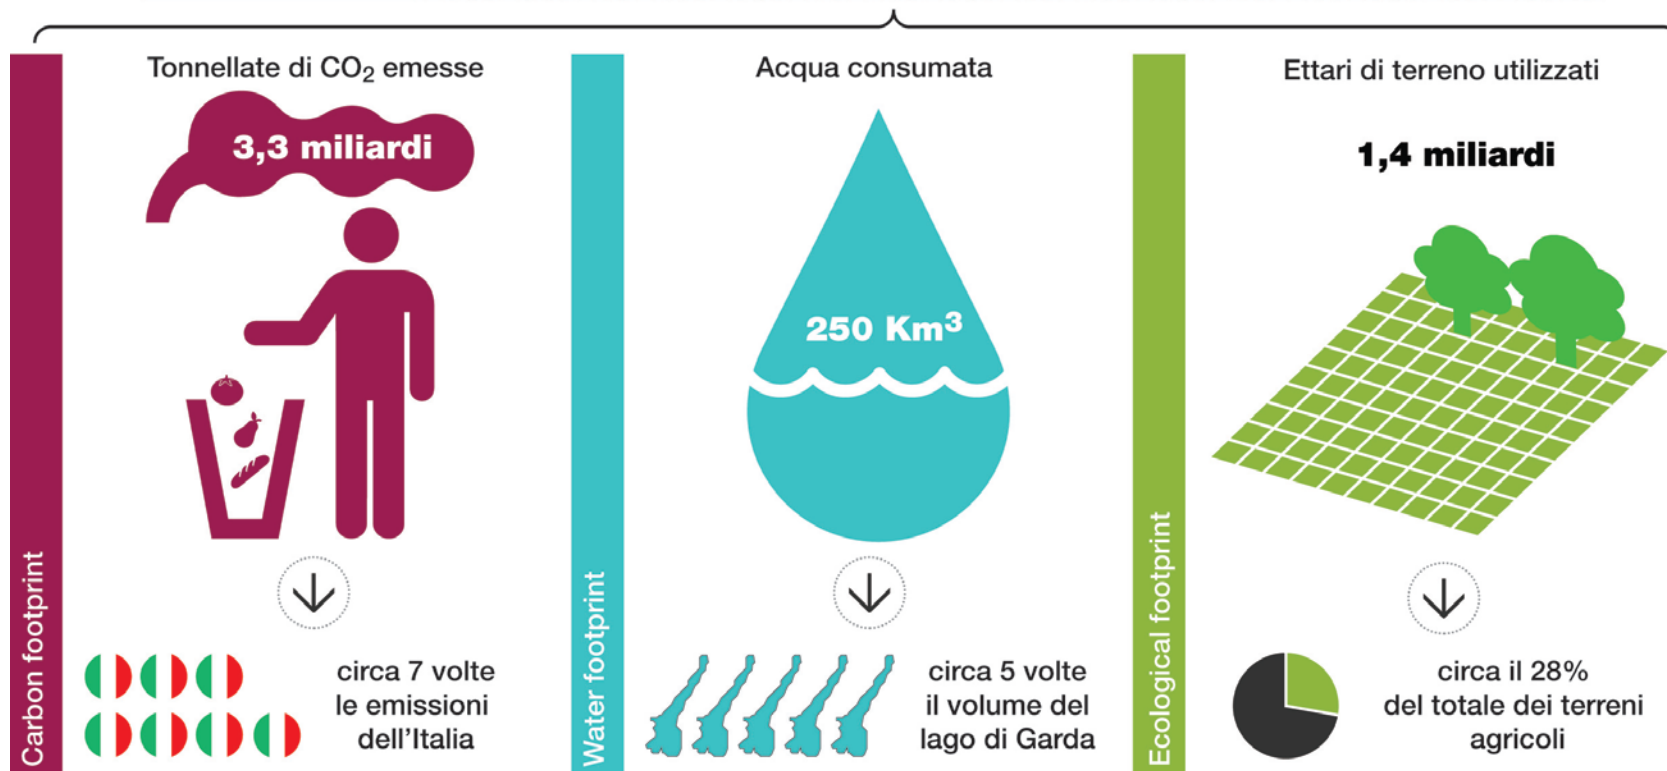 Tonnellate di CO₂ emesse
3,3 miliardi
Carbon footprint
circa 7 volte
le emissioni
dell'Italia
Acqua consumata
250 Km³
Water footprint
circa 5 volte
il volume del
lago di Garda
Ettari di terreno utilizzati
1,4 miliardi
Ecological footprint
circa il 28%
del totale dei terreni
agricoli